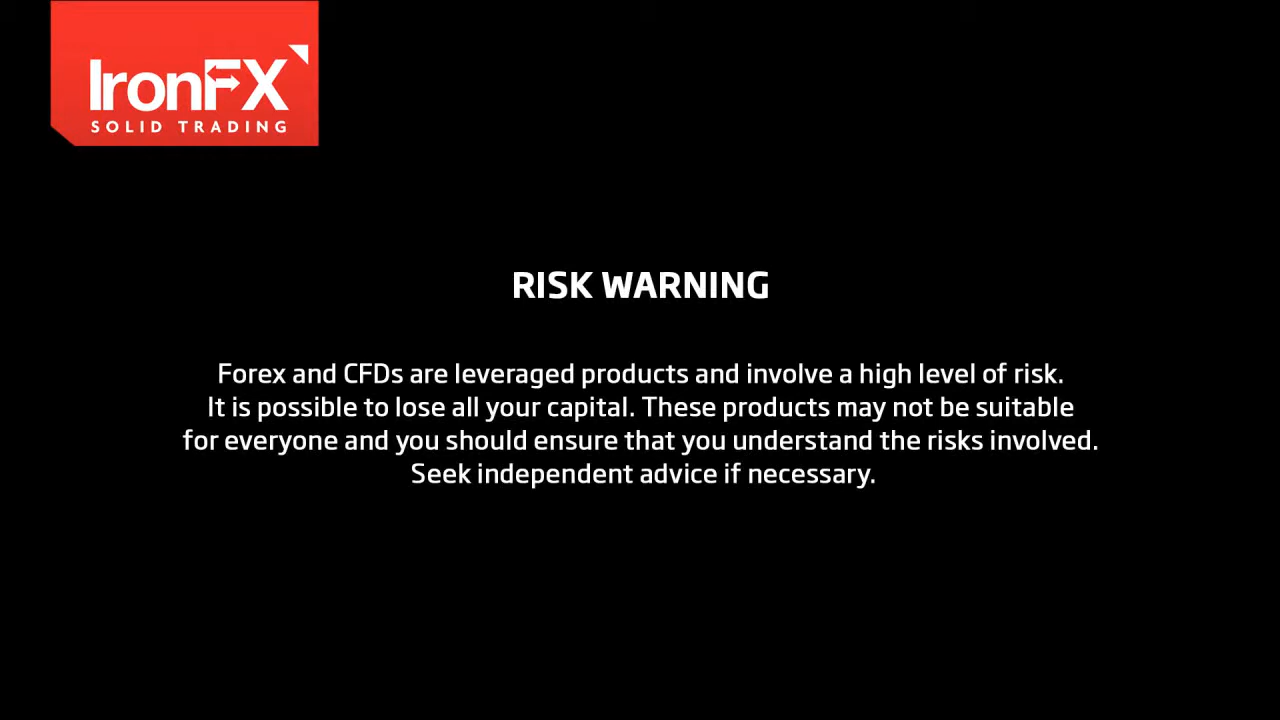 IronFX
SOLID TRADING
RISK WARNING
Forex and CFDs are leveraged products and involve a high level of risk.
It is possible to lose all your capital. These products may not be suitable
for everyone and you should ensure that you understand the risks involved.
Seek independent advice if necessary.